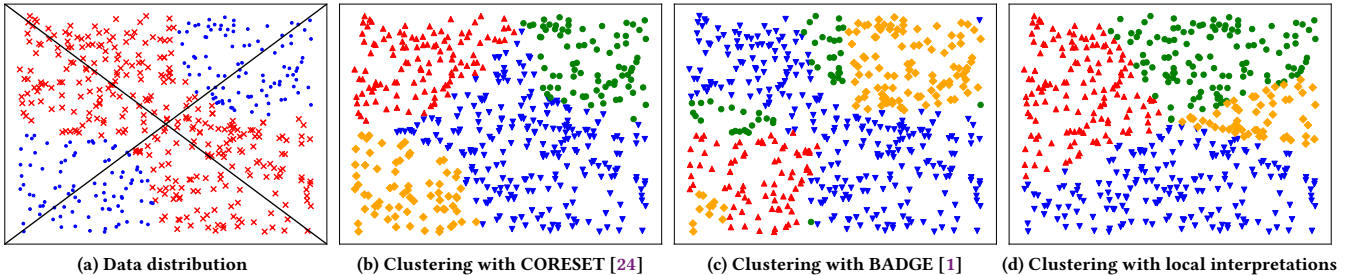 (a) Data distribution
(b) Clustering with CORESET [24]
(c) Clustering with BADGE [1]
(d) Clustering with local interpretations